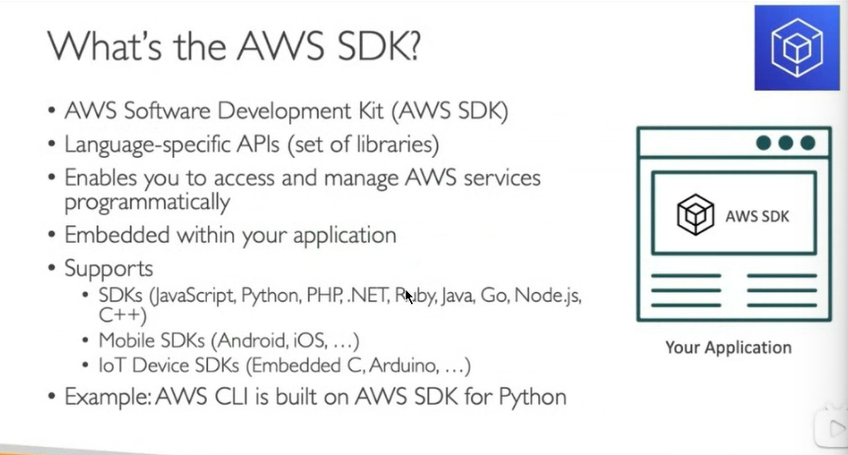 What's the AWS SDK?
• AWS Software Development Kit (AWS SDK)
• Language-specific APIs (set of libraries)
• Enables you to access and manage AWS services
programmatically
• Embedded within your application
• Supports
• SDKs (JavaScript, Python, PHP, .NET, Ruby, Java, Go, Node.js,
C++)
• Mobile SDKs (Android, iOS, …)
• IoT Device SDKs (Embedded C, Arduino, …)
• Example: AWS CLI is built on AWS SDK for Python
AWS SDK
Your Application